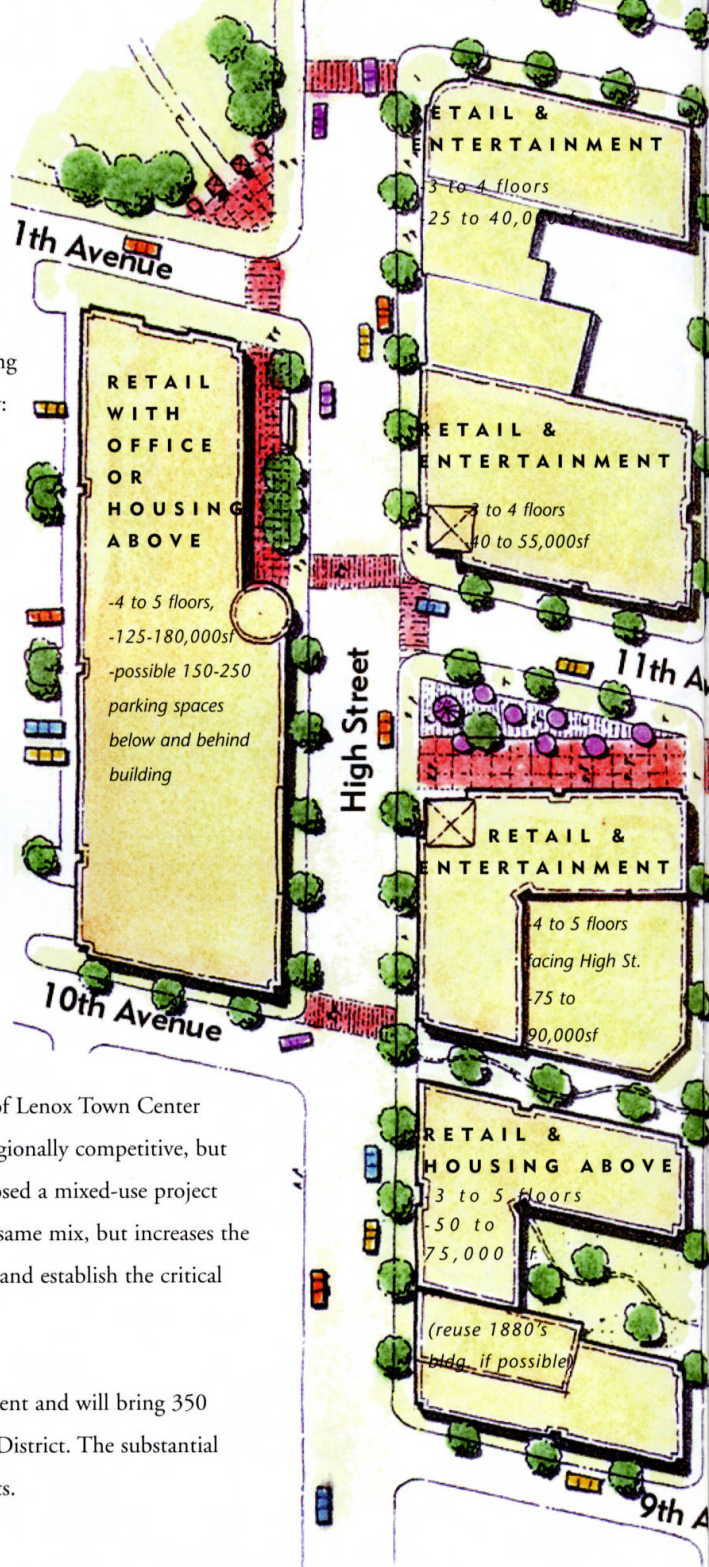 RETAIL &
ENTERTAINMENT
-3 to 4 floors
-25 to 40,000sf
1th Avenue
ng
:
RETAIL
WITH
OFFICE
OR
HOUSING
ABOVE
-4 to 5 floors,
-125-180,000sf
-possible 150-250
parking spaces
below and behind
building
RETAIL &
ENTERTAINMENT
-3 to 4 floors
-40 to 55,000sf
11th Av
High Street
RETAIL &
ENTERTAINMENT
-4 to 5 floors
facing High St.
-75 to
90,000sf
10th Avenue
of Lenox Town Center
gionally competitive, but
osed a mixed-use project
same mix, but increases the
and establish the critical
RETAIL &
HOUSING ABOVE
-3 to 5 floors
-50 to
75,000 sf.
(reuse 1880's
bldg. if possible)
ent and will bring 350
District. The substantial
ts.
9th A